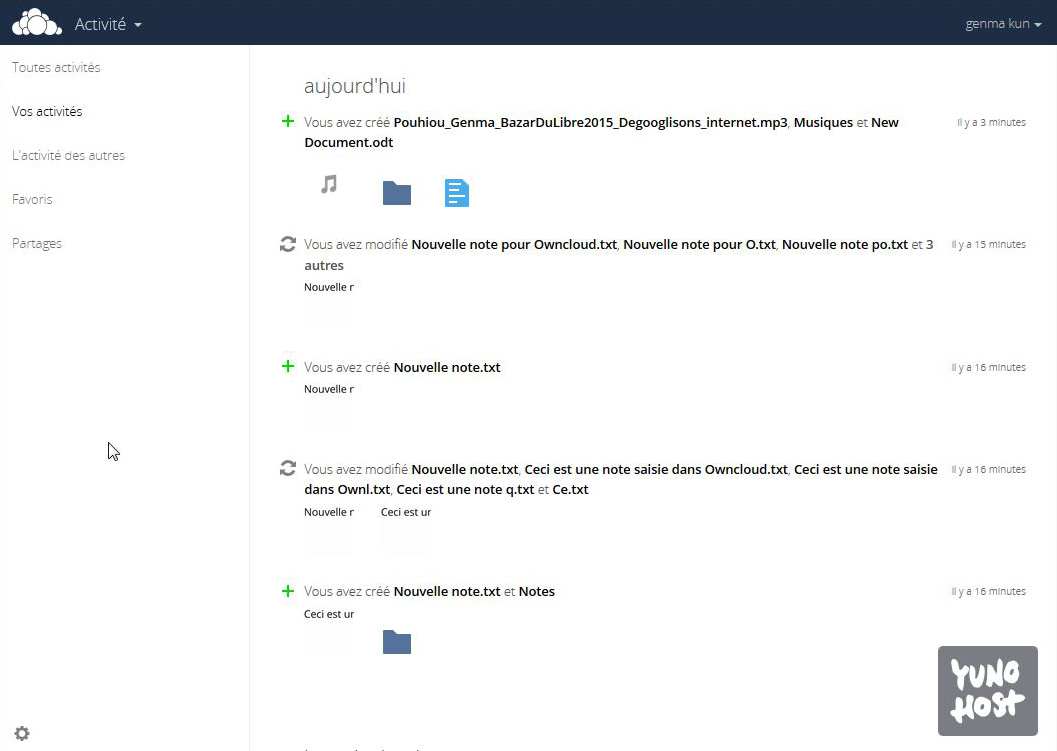 Activité
genma kun
Toutes activités
Vos activités
L'activité des autres
Favoris
Partages
aujourd'hui
Vous avez créé Pouhiou_Genma_BazarDuLibre2015_Degooglisons_internet.mp3, Musiques et New
Document.odt
il y a 3 minutes
Vous avez modifié Nouvelle note pour Owncloud.txt, Nouvelle note pour O.txt, Nouvelle note po.txt et 3
autres
il y a 15 minutes
Nouvelle r
Vous avez créé Nouvelle note.txt
il y a 16 minutes
Nouvelle r
Vous avez modifié Nouvelle note.txt, Ceci est une note saisie dans Owncloud.txt, Ceci est une note saisie
dans Ownl.txt, Ceci est une note q.txt et Ce.txt
il y a 16 minutes
Nouvelle r
Ceci est ur
Vous avez créé Nouvelle note.txt et Notes
il y a 16 minutes
Ceci est ur
YUNO
HOST